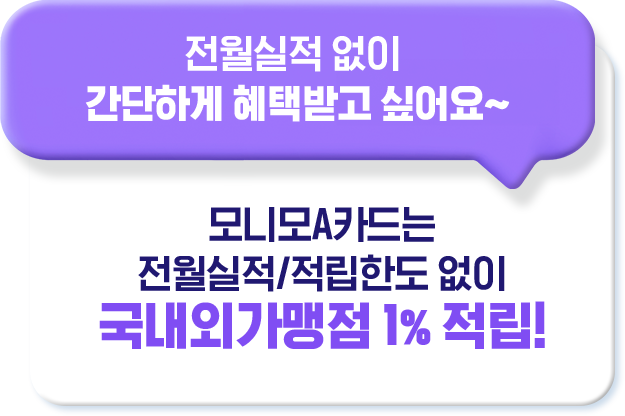 전월실적 없이
간단하게 혜택받고 싶어요~
모니모A카드는
전월실적/적립한도 없이
국내외가맹점 1% 적립!